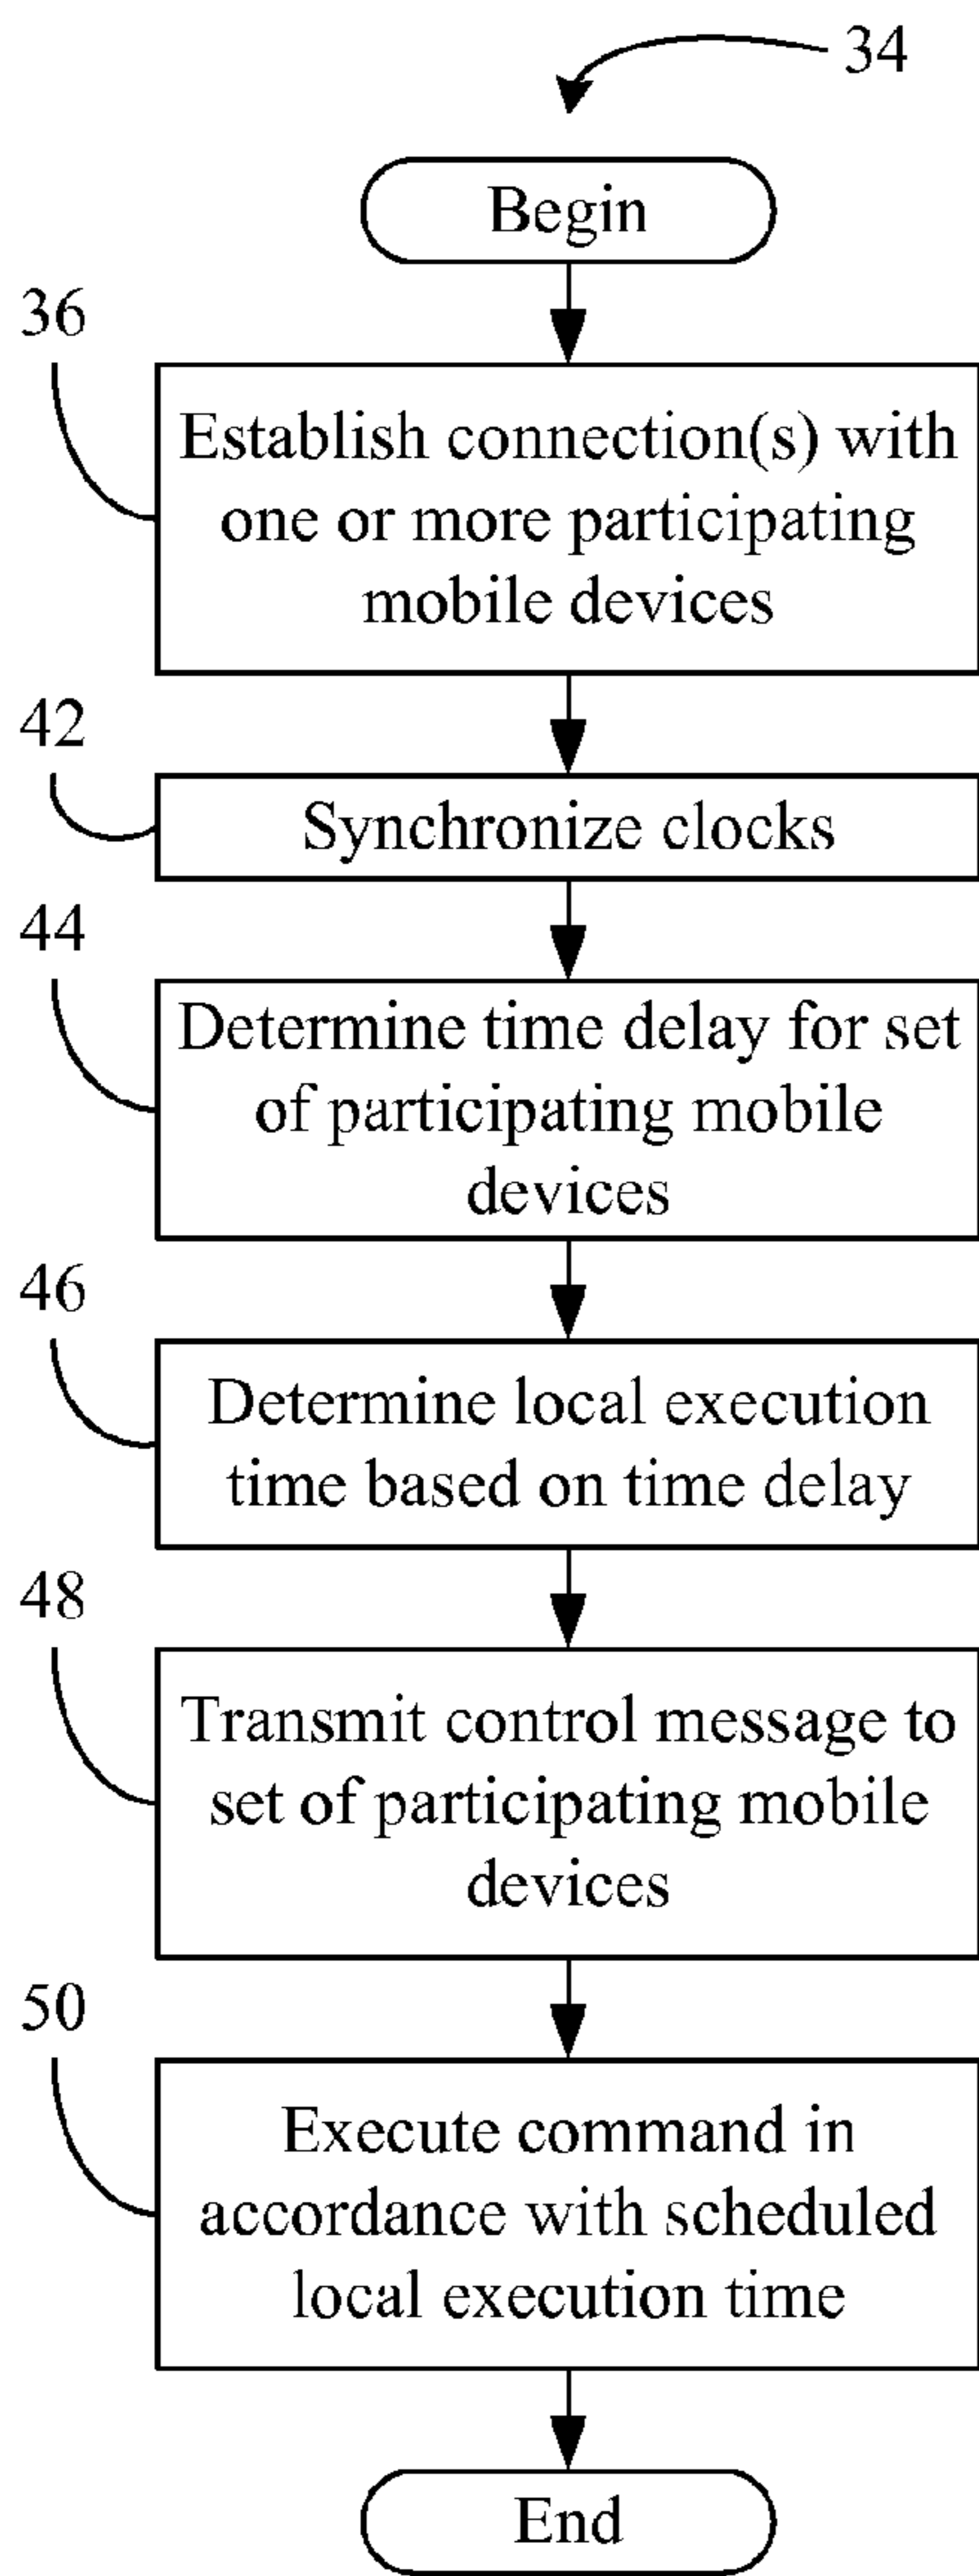 34
Begin
36
Establish connection(s) with
one or more participating
mobile devices
42
Synchronize clocks
44
Determine time delay for set
of participating mobile
devices
46
Determine local execution
time based on time delay
48
Transmit control message to
set of participating mobile
devices
50
Execute command in
accordance with scheduled
local execution time
End